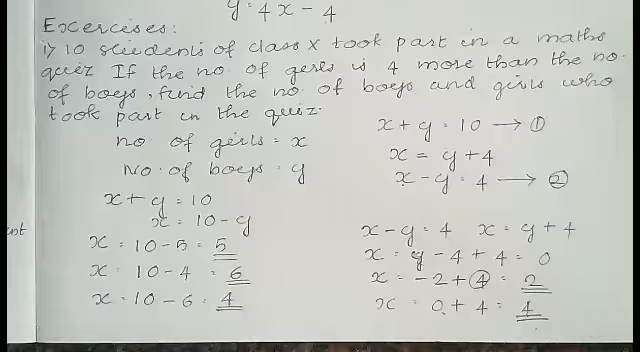 y = 4x - 4
Exercises:
1) 10 students of class X took part in a maths
quiz If the no. of girls is 4 more than the no.
of boys, find the no. of boys and girls who
took part in the quiz.
no. of girls = x
No. of boys = y
x + y = 10
x = 10 - y
x = 10 - 5 = 5
x = 10 - 4 = 6
x = 10 - 6 = 4
x + y = 10 → ①
x = y + 4
x - y = 4 → ②
x - y = 4 x = y + 4
x = y - 4 + 4 = 0
x = -2 + 4 = 2
x = 0 + 4 = 4